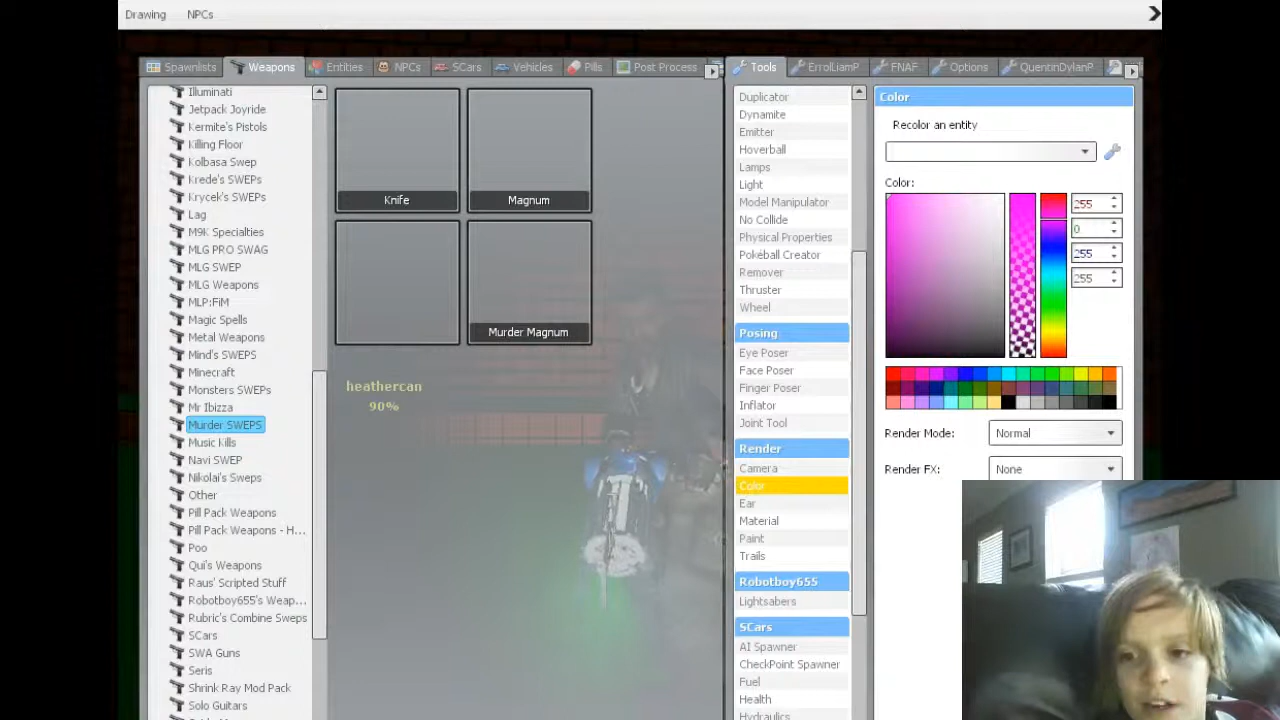 Drawing NPCs
Spawnlists Weapons Entities NPCs SCars Vehicles Pills Post Process
Tools ErrolLiamP FNAF Options QuentinDylanP
Illuminati
Jetpack Joyride
Kermite's Pistols
Killing Floor
Kolbasa Swep
Krede's SWEPs
Krycek's SWEPs
Lag
M9K Specialties
MLG PRO SWAG
MLG SWEP
MLG Weapons
MLP:FiM
Magic Spells
Metal Weapons
Mind's SWEPS
Minecraft
Monsters SWEPs
Mr Ibizza
Murder SWEPS
Music Kills
Navi SWEP
Nikolai's Sweps
Other
Pill Pack Weapons
Pill Pack Weapons - H...
Poo
Qui's Weapons
Raus' Scripted Stuff
Robotboy655's Weap...
Rubric's Combine Sweps
SCars
SWA Guns
Seris
Shrink Ray Mod Pack
Solo Guitars
Knife
Magnum
Murder Magnum
heathercan
90%
Duplicator
Dynamite
Emitter
Hoverball
Lamps
Light
Model Manipulator
No Collide
Physical Properties
Pokéball Creator
Remover
Thruster
Wheel
Posing
Eye Poser
Face Poser
Finger Poser
Inflator
Joint Tool
Render
Camera
Color
Ear
Material
Paint
Trails
Robotboy655
Lightsabers
SCars
AI Spawner
CheckPoint Spawner
Fuel
Health
Hydraulics
Color
Recolor an entity
Color:
255
0
255
255
Render Mode: Normal
Render FX: None